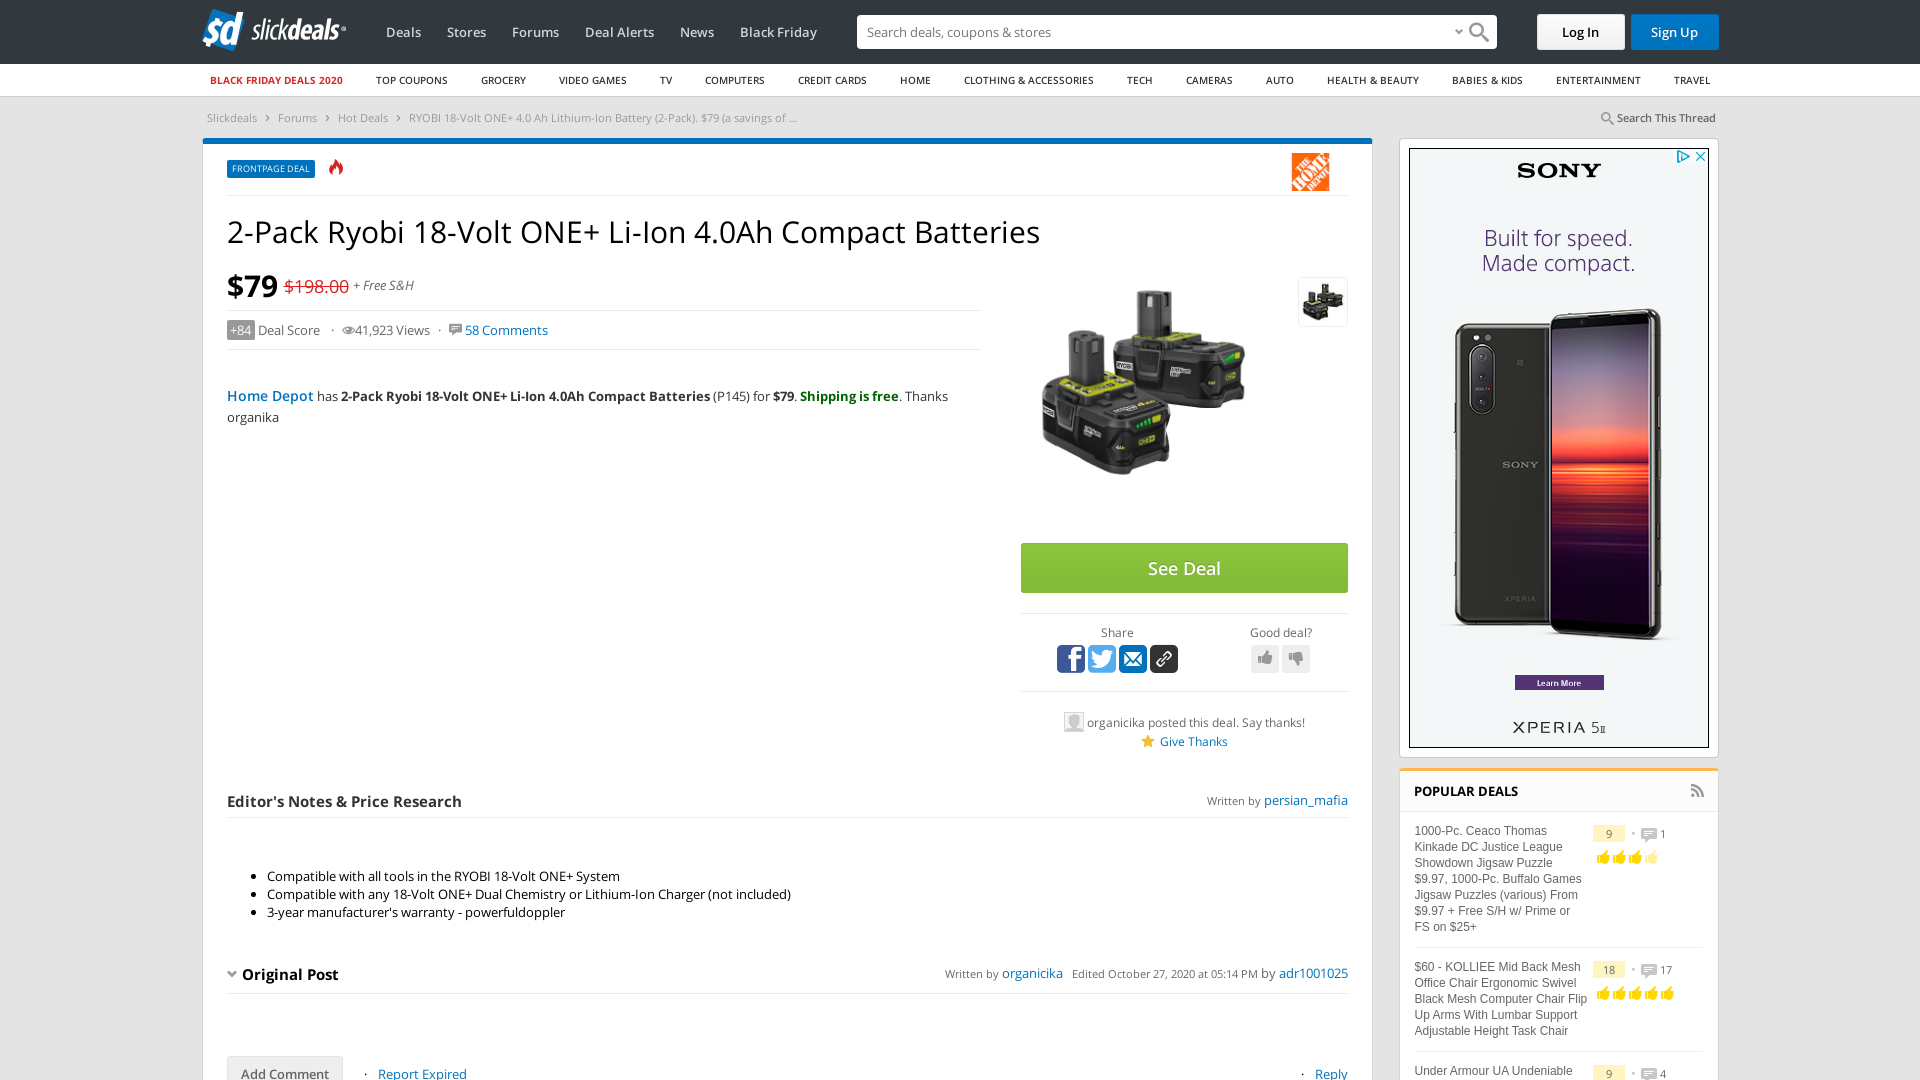 sd slickdeals
Deals
Stores
Forums
Deal Alerts
News
Black Friday
Search deals, coupons & stores
Log In
Sign Up
BLACK FRIDAY DEALS 2020
TOP COUPONS
GROCERY
VIDEO GAMES
TV
COMPUTERS
CREDIT CARDS
HOME
CLOTHING & ACCESSORIES
TECH
CAMERAS
AUTO
HEALTH & BEAUTY
BABIES & KIDS
ENTERTAINMENT
TRAVEL
Slickdeals › Forums › Hot Deals › RYOBI 18-Volt ONE+ 4.0 Ah Lithium-Ion Battery (2-Pack). $79 (a savings of ...
Search This Thread
FRONTPAGE DEAL
THE HOME DEPOT
2-Pack Ryobi 18-Volt ONE+ Li-Ion 4.0Ah Compact Batteries
$79 $198.00 + Free S&H
+84 Deal Score · 41,923 Views · 58 Comments
Home Depot has 2-Pack Ryobi 18-Volt ONE+ Li-Ion 4.0Ah Compact Batteries (P145) for $79. Shipping is free. Thanks
organika
RYOBI
See Deal
Share
Good deal?
organicika posted this deal. Say thanks!
Give Thanks
Editor's Notes & Price Research
Written by persian_mafia
• Compatible with all tools in the RYOBI 18-Volt ONE+ System
• Compatible with any 18-Volt ONE+ Dual Chemistry or Lithium-Ion Charger (not included)
• 3-year manufacturer's warranty - powerfuldoppler
Original Post
Written by organicika Edited October 27, 2020 at 05:14 PM by adr1001025
Add Comment
· Report Expired
· Reply
SONY
Built for speed.
Made compact.
SONY
XPERIA
Learn More
XPERIA 5II
POPULAR DEALS
1000-Pc. Ceaco Thomas
Kinkade DC Justice League
Showdown Jigsaw Puzzle
$9.97, 1000-Pc. Buffalo Games
Jigsaw Puzzles (various) From
$9.97 + Free S/H w/ Prime or
FS on $25+
9 • 1
$60 - KOLLIEE Mid Back Mesh
Office Chair Ergonomic Swivel
Black Mesh Computer Chair Flip
Up Arms With Lumbar Support
Adjustable Height Task Chair
18 • 17
Under Armour UA Undeniable
9 • 4